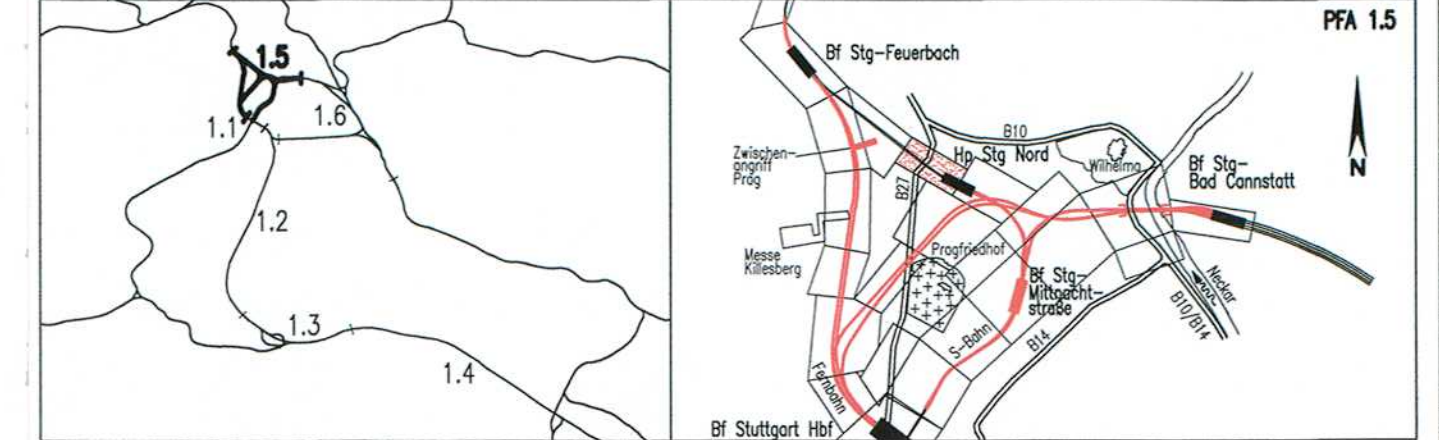 1.5
1.6
1.1
1.2
1.3
1.4
PFA 1.5
Bf Stg-Feuerbach
B10
Zwischen-
angriff
Prag
Hp Stg Nord
Wilhelma
Bf Stg-
Bad Cannstatt
B27
Messe
Killesberg
Pragfriedhof
Bf Stg-
Mittnacht-
straße
Neckar
B10/B14
S-Bahn
B14
Fernbahn
Bf Stuttgart Hbf
N